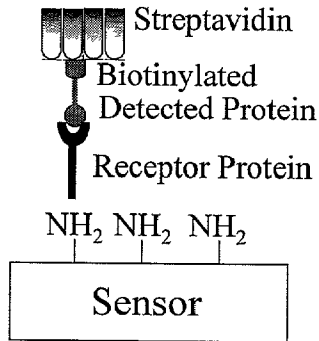 Streptavidin
Biotinylated
Detected Protein
Receptor Protein
NH₂ NH₂ NH₂
Sensor